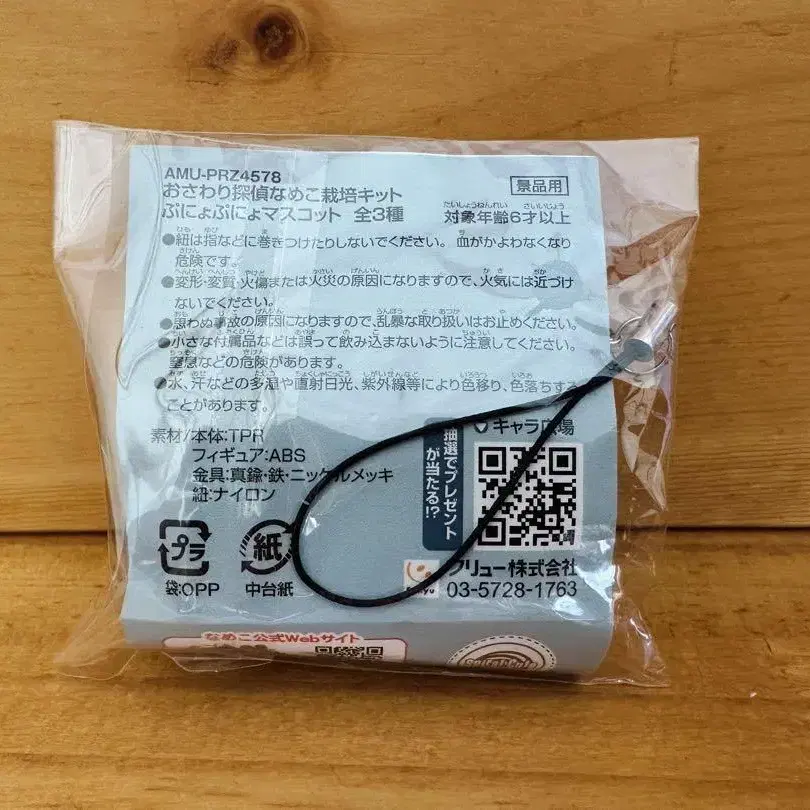 AMU-PRZ4578
景品用
おさわり探偵なめこ栽培キット
ぷにょぷにょマスコット 全3種
対象年齢6才以上
●紐は指などに巻きつけたりしないでください。血がかよわなくなり
危険です。
●変形・変質・火傷または火災の原因になりますので、火気には近づけ
ないでください。
●思わぬ事故の原因になりますので、乱暴な取り扱いはお止めください。
●小さな付属品などは誤って飲み込まないように注意してください。
窒息などの危険があります。
●水、汗などの多湿や直射日光、紫外線等により色移り、色落ちする
ことがあります。
素材/本体:TPR
フィギュア:ABS
金具:真鍮・鉄・ニッケルメッキ
紐:ナイロン
キャラ広場
抽選でプレゼント
が当たる!?
プラ
袋:OPP
紙
中台紙
フリュー株式会社
03-5728-1763
なめこ公式Webサイト